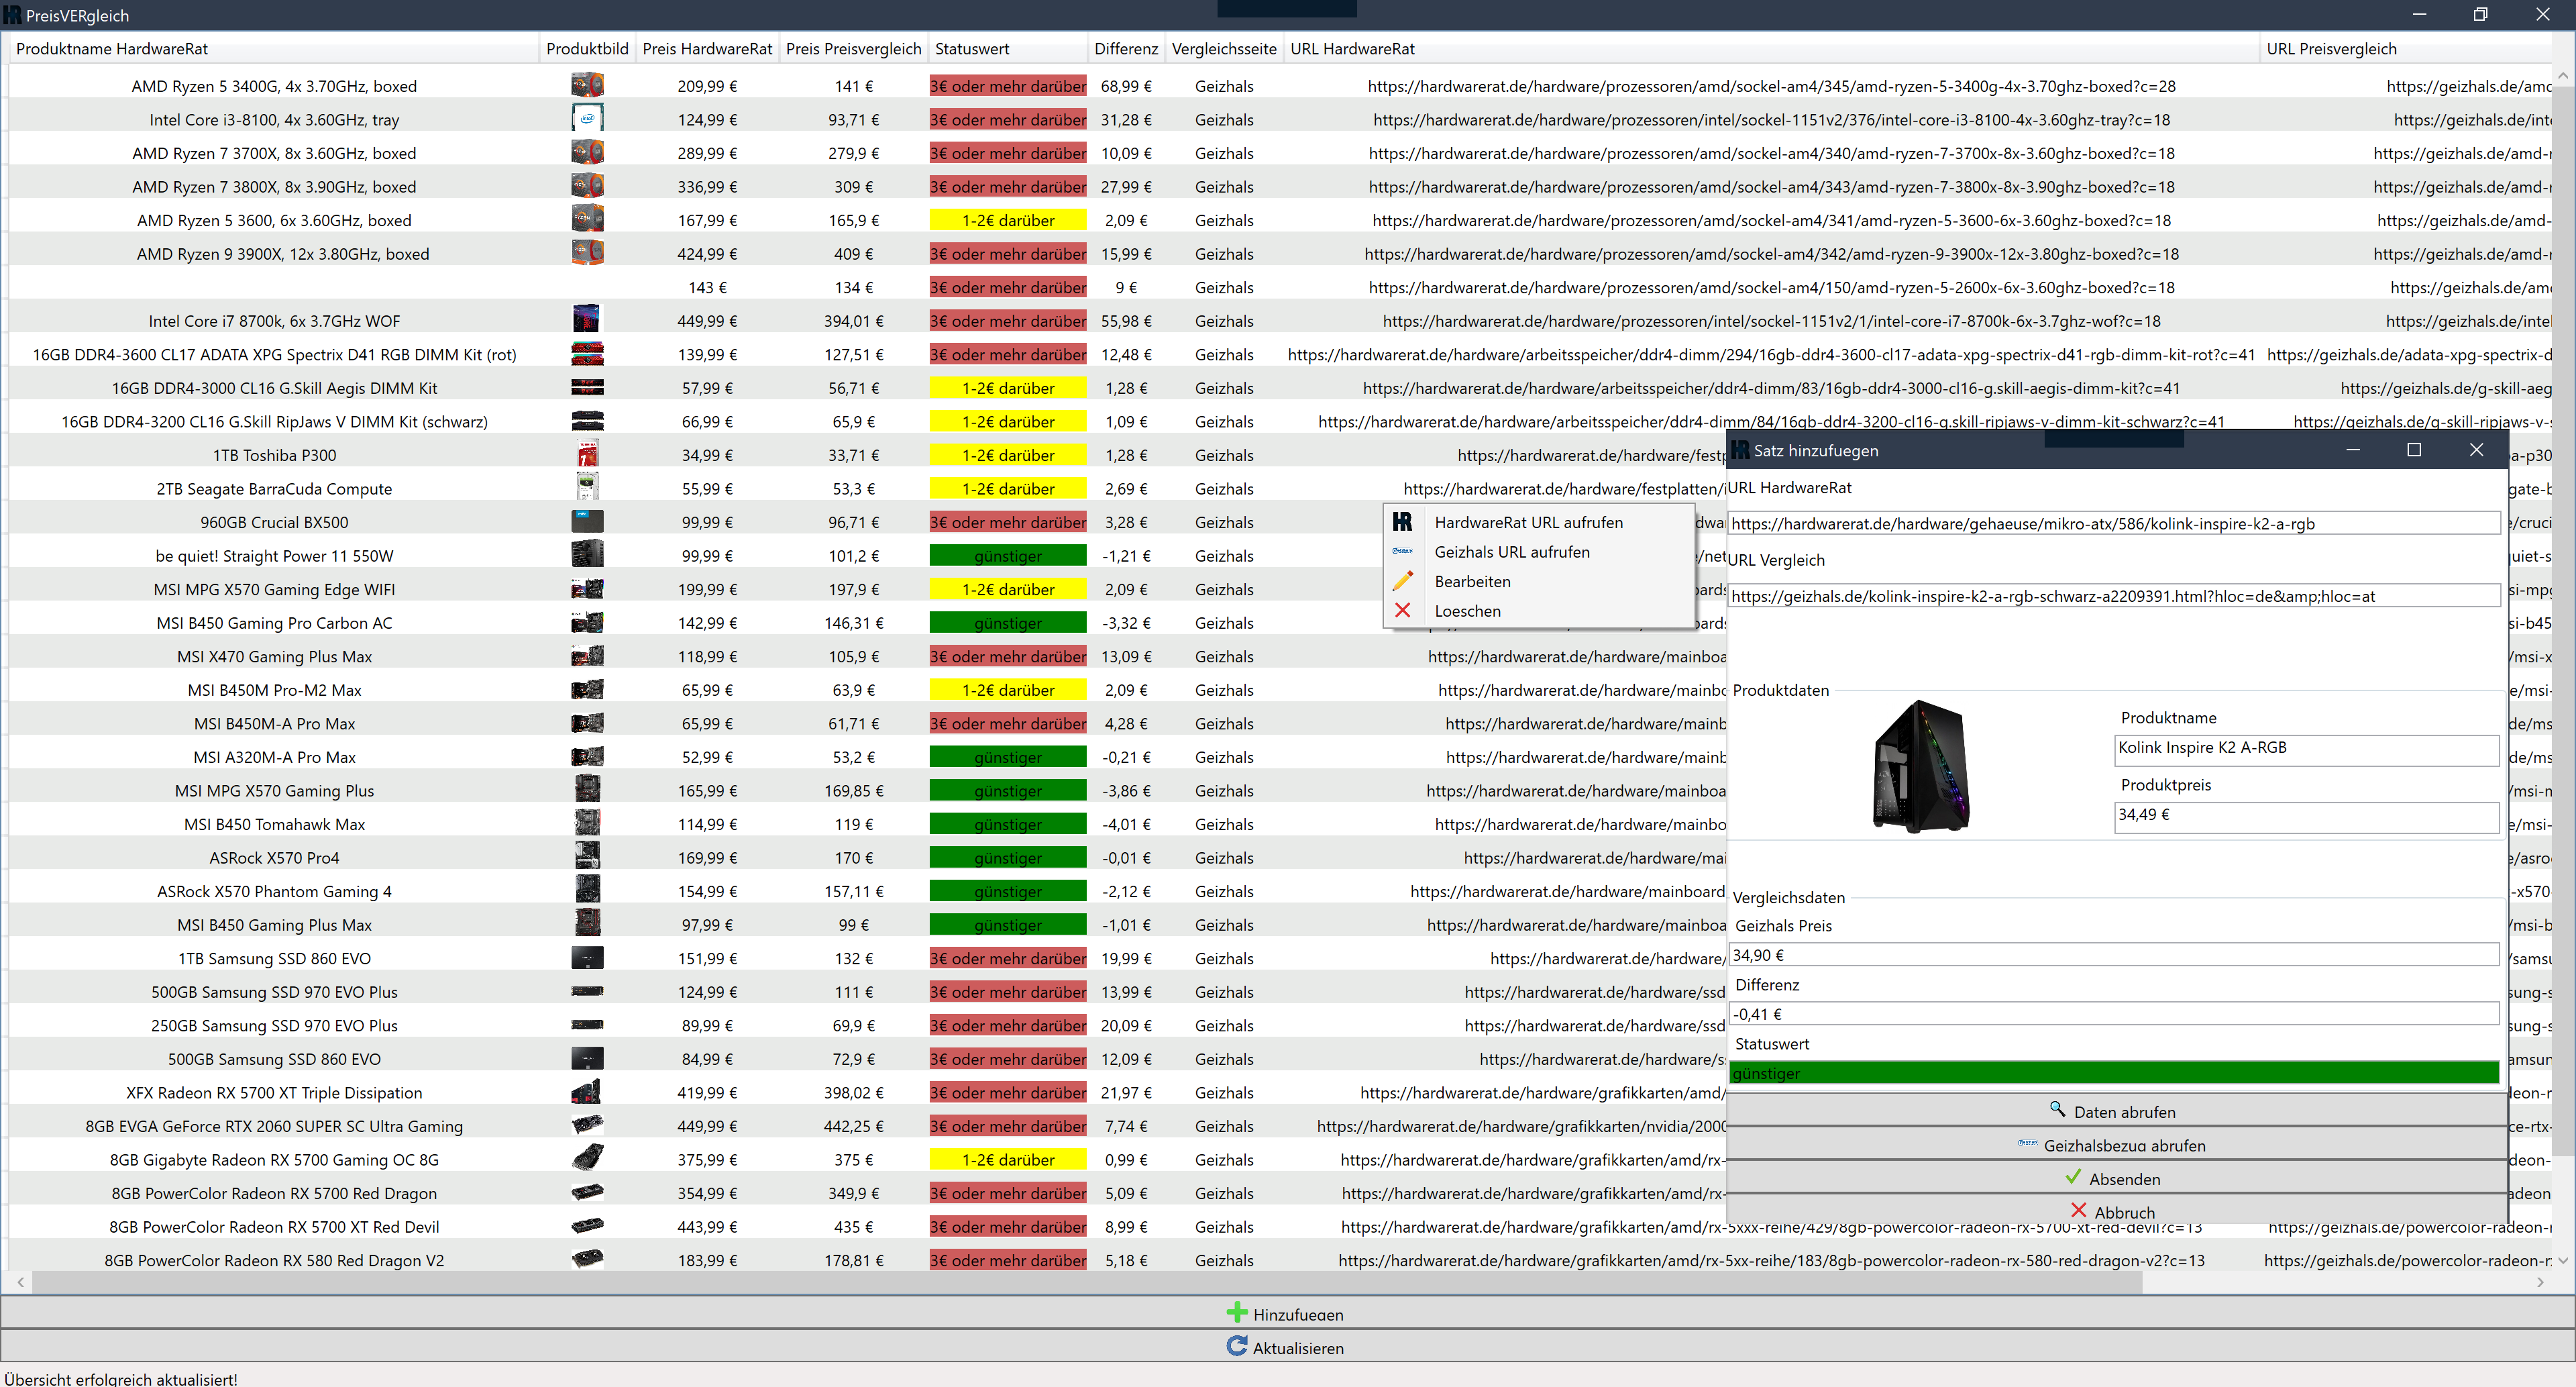 PreisVERgleich
Produktname HardwareRat Produktbild Preis HardwareRat Preis Preisvergleich Statuswert Differenz Vergleichsseite URL HardwareRat URL Preisvergleich
AMD Ryzen 5 3400G, 4x 3.70GHz, boxed 209,99 € 141 € 3€ oder mehr darüber 68,99 € Geizhals https://hardwarerat.de/hardware/prozessoren/amd/sockel-am4/345/amd-ryzen-5-3400g-4x-3.70ghz-boxed?c=28 https://geizhals.de/amd
Intel Core i3-8100, 4x 3.60GHz, tray 124,99 € 93,71 € 3€ oder mehr darüber 31,28 € Geizhals https://hardwarerat.de/hardware/prozessoren/intel/sockel-1151v2/376/intel-core-i3-8100-4x-3.60ghz-tray?c=18 https://geizhals.de/inte
AMD Ryzen 7 3700X, 8x 3.60GHz, boxed 289,99 € 279,9 € 3€ oder mehr darüber 10,09 € Geizhals https://hardwarerat.de/hardware/prozessoren/amd/sockel-am4/340/amd-ryzen-7-3700x-8x-3.60ghz-boxed?c=18 https://geizhals.de/amd-r
AMD Ryzen 7 3800X, 8x 3.90GHz, boxed 336,99 € 309 € 3€ oder mehr darüber 27,99 € Geizhals https://hardwarerat.de/hardware/prozessoren/amd/sockel-am4/343/amd-ryzen-7-3800x-8x-3.90ghz-boxed?c=18 https://geizhals.de/amd-r
AMD Ryzen 5 3600, 6x 3.60GHz, boxed 167,99 € 165,9 € 1-2€ darüber 2,09 € Geizhals https://hardwarerat.de/hardware/prozessoren/amd/sockel-am4/341/amd-ryzen-5-3600-6x-3.60ghz-boxed?c=18 https://geizhals.de/amd-
AMD Ryzen 9 3900X, 12x 3.80GHz, boxed 424,99 € 409 € 3€ oder mehr darüber 15,99 € Geizhals https://hardwarerat.de/hardware/prozessoren/amd/sockel-am4/342/amd-ryzen-9-3900x-12x-3.80ghz-boxed?c=18 https://geizhals.de/amd-r
143 € 134 € 3€ oder mehr darüber 9 € Geizhals https://hardwarerat.de/hardware/prozessoren/amd/sockel-am4/150/amd-ryzen-5-2600x-6x-3.60ghz-boxed?c=18 https://geizhals.de/amd
Intel Core i7 8700k, 6x 3.7GHz WOF 449,99 € 394,01 € 3€ oder mehr darüber 55,98 € Geizhals https://hardwarerat.de/hardware/prozessoren/intel/sockel-1151v2/1/intel-core-i7-8700k-6x-3.7ghz-wof?c=18 https://geizhals.de/intel
16GB DDR4-3600 CL17 ADATA XPG Spectrix D41 RGB DIMM Kit (rot) 139,99 € 127,51 € 3€ oder mehr darüber 12,48 € Geizhals https://hardwarerat.de/hardware/arbeitsspeicher/ddr4-dimm/294/16gb-ddr4-3600-cl17-adata-xpg-spectrix-d41-rgb-dimm-kit-rot?c=41 https://geizhals.de/adata-xpg-spectrix-d
16GB DDR4-3000 CL16 G.Skill Aegis DIMM Kit 57,99 € 56,71 € 1-2€ darüber 1,28 € Geizhals https://hardwarerat.de/hardware/arbeitsspeicher/ddr4-dimm/83/16gb-ddr4-3000-cl16-g.skill-aegis-dimm-kit?c=41 https://geizhals.de/g-skill-aeg
16GB DDR4-3200 CL16 G.Skill RipJaws V DIMM Kit (schwarz) 66,99 € 65,9 € 1-2€ darüber 1,09 € Geizhals https://hardwarerat.de/hardware/arbeitsspeicher/ddr4-dimm/84/16gb-ddr4-3200-cl16-g.skill-ripjaws-v-dimm-kit-schwarz?c=41 https://geizhals.de/g-skill-ripjaws-v-s
1TB Toshiba P300 34,99 € 33,71 € 1-2€ darüber 1,28 € Geizhals https://hardwarerat.de/hardware/festp a-p30
2TB Seagate BarraCuda Compute 55,99 € 53,3 € 1-2€ darüber 2,69 € Geizhals https://hardwarerat.de/hardware/festplatten/i gate-b
960GB Crucial BX500 99,99 € 96,71 € 3€ oder mehr darüber 3,28 € Geizhals dwa e/cruci
be quiet! Straight Power 11 550W 99,99 € 101,2 € günstiger -1,21 € Geizhals /net quiet-s
MSI MPG X570 Gaming Edge WIFI 199,99 € 197,9 € 1-2€ darüber 2,09 € Geizhals boards si-mpg
MSI B450 Gaming Pro Carbon AC 142,99 € 146,31 € günstiger -3,32 € Geizhals ards si-b45
MSI X470 Gaming Plus Max 118,99 € 105,9 € 3€ oder mehr darüber 13,09 € Geizhals https://hardwarerat.de/hardware/mainboa /msi-x
MSI B450M Pro-M2 Max 65,99 € 63,9 € 1-2€ darüber 2,09 € Geizhals https://hardwarerat.de/hardware/mainbo e/msi-
MSI B450M-A Pro Max 65,99 € 61,71 € 3€ oder mehr darüber 4,28 € Geizhals https://hardwarerat.de/hardware/mainb de/ms
MSI A320M-A Pro Max 52,99 € 53,2 € günstiger -0,21 € Geizhals https://hardwarerat.de/hardware/mainb de/ms
MSI MPG X570 Gaming Plus 165,99 € 169,85 € günstiger -3,86 € Geizhals https://hardwarerat.de/hardware/mainboa /msi-m
MSI B450 Tomahawk Max 114,99 € 119 € günstiger -4,01 € Geizhals https://hardwarerat.de/hardware/mainbo e/msi-
ASRock X570 Pro4 169,99 € 170 € günstiger -0,01 € Geizhals https://hardwarerat.de/hardware/mai e/asro
ASRock X570 Phantom Gaming 4 154,99 € 157,11 € günstiger -2,12 € Geizhals https://hardwarerat.de/hardware/mainboard -x570-
MSI B450 Gaming Plus Max 97,99 € 99 € günstiger -1,01 € Geizhals https://hardwarerat.de/hardware/mainboa /msi-b
1TB Samsung SSD 860 EVO 151,99 € 132 € 3€ oder mehr darüber 19,99 € Geizhals https://hardwarerat.de/hardware/ /samsu
500GB Samsung SSD 970 EVO Plus 124,99 € 111 € 3€ oder mehr darüber 13,99 € Geizhals https://hardwarerat.de/hardware/ssd sung-s
250GB Samsung SSD 970 EVO Plus 89,99 € 69,9 € 3€ oder mehr darüber 20,09 € Geizhals https://hardwarerat.de/hardware/ssd sung-s
500GB Samsung SSD 860 EVO 84,99 € 72,9 € 3€ oder mehr darüber 12,09 € Geizhals https://hardwarerat.de/hardware/s amsun
XFX Radeon RX 5700 XT Triple Dissipation 419,99 € 398,02 € 3€ oder mehr darüber 21,97 € Geizhals https://hardwarerat.de/hardware/grafikkarten/amd/ deon-r
8GB EVGA GeForce RTX 2060 SUPER SC Ultra Gaming 449,99 € 442,25 € 3€ oder mehr darüber 7,74 € Geizhals https://hardwarerat.de/hardware/grafikkarten/nvidia/2000 ce-rtx-
8GB Gigabyte Radeon RX 5700 Gaming OC 8G 375,99 € 375 € 1-2€ darüber 0,99 € Geizhals https://hardwarerat.de/hardware/grafikkarten/amd/rx- deon-
8GB PowerColor Radeon RX 5700 Red Dragon 354,99 € 349,9 € 3€ oder mehr darüber 5,09 € Geizhals https://hardwarerat.de/hardware/grafikkarten/amd/rx- adeon
8GB PowerColor Radeon RX 5700 XT Red Devil 443,99 € 435 € 3€ oder mehr darüber 8,99 € Geizhals https://hardwarerat.de/hardware/grafikkarten/amd/rx-5xxx-reihe/429/8gb-powercolor-radeon-rx-5700-xt-red-devil?c=13 https://geizhals.de/powercolor-radeon-r
8GB PowerColor Radeon RX 580 Red Dragon V2 183,99 € 178,81 € 3€ oder mehr darüber 5,18 € Geizhals https://hardwarerat.de/hardware/grafikkarten/amd/rx-5xx-reihe/183/8gb-powercolor-radeon-rx-580-red-dragon-v2?c=13 https://geizhals.de/powercolor-radeon-r
HardwareRat URL aufrufen
Geizhals URL aufrufen
Bearbeiten
Loeschen
Satz hinzufuegen
URL HardwareRat
https://hardwarerat.de/hardware/gehaeuse/mikro-atx/586/kolink-inspire-k2-a-rgb
URL Vergleich
https://geizhals.de/kolink-inspire-k2-a-rgb-schwarz-a2209391.html?hloc=de&amp;hloc=at
Produktdaten
Produktname
Kolink Inspire K2 A-RGB
Produktpreis
34,49 €
Vergleichsdaten
Geizhals Preis
34,90 €
Differenz
-0,41 €
Statuswert
günstiger
Daten abrufen
Geizhalsbezug abrufen
Absenden
Abbruch
Hinzufuegen
Aktualisieren
Übersicht erfolgreich aktualisiert!